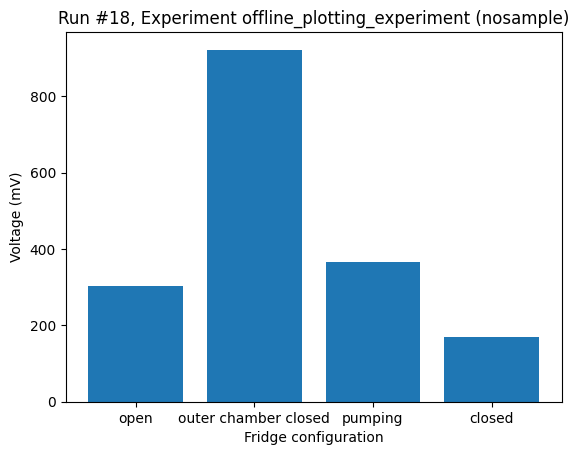 Run #18, Experiment offline_plotting_experiment (nosample)
Voltage (mV)
800
600
400
200
0
open outer chamber closed pumping closed
Fridge configuration